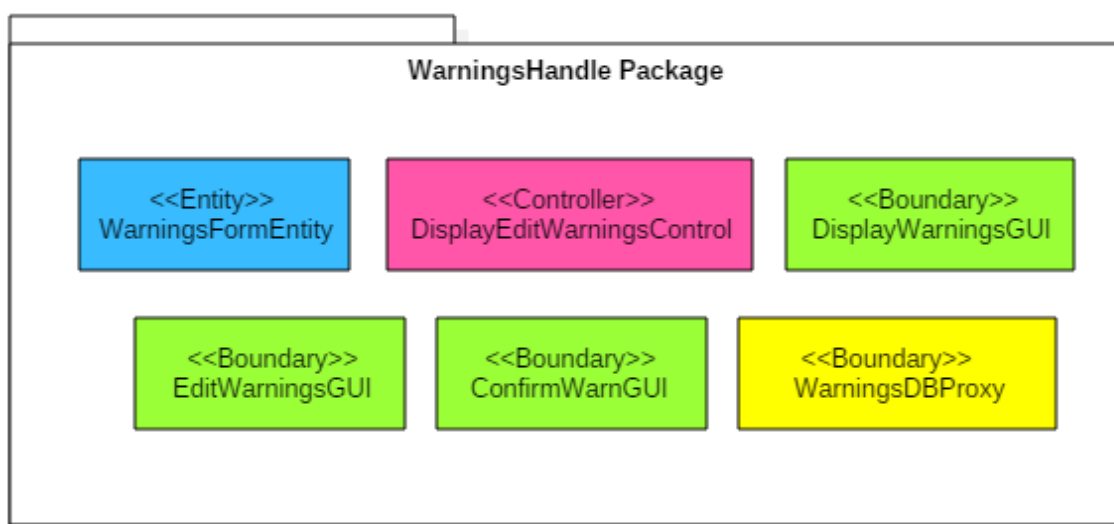 WarningsHandle Package
<<Entity>>
WarningsFormEntity
<<Controller>>
DisplayEditWarningsControl
<<Boundary>>
DisplayWarningsGUI
<<Boundary>>
EditWarningsGUI
<<Boundary>>
ConfirmWarnGUI
<<Boundary>>
WarningsDBProxy